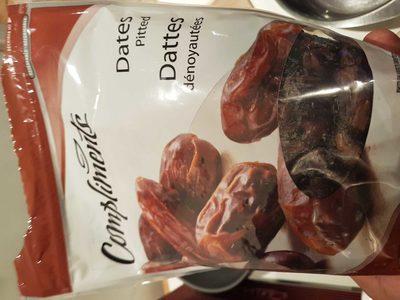 Compliments
Dates
Pitted
Dattes
dénoyautées